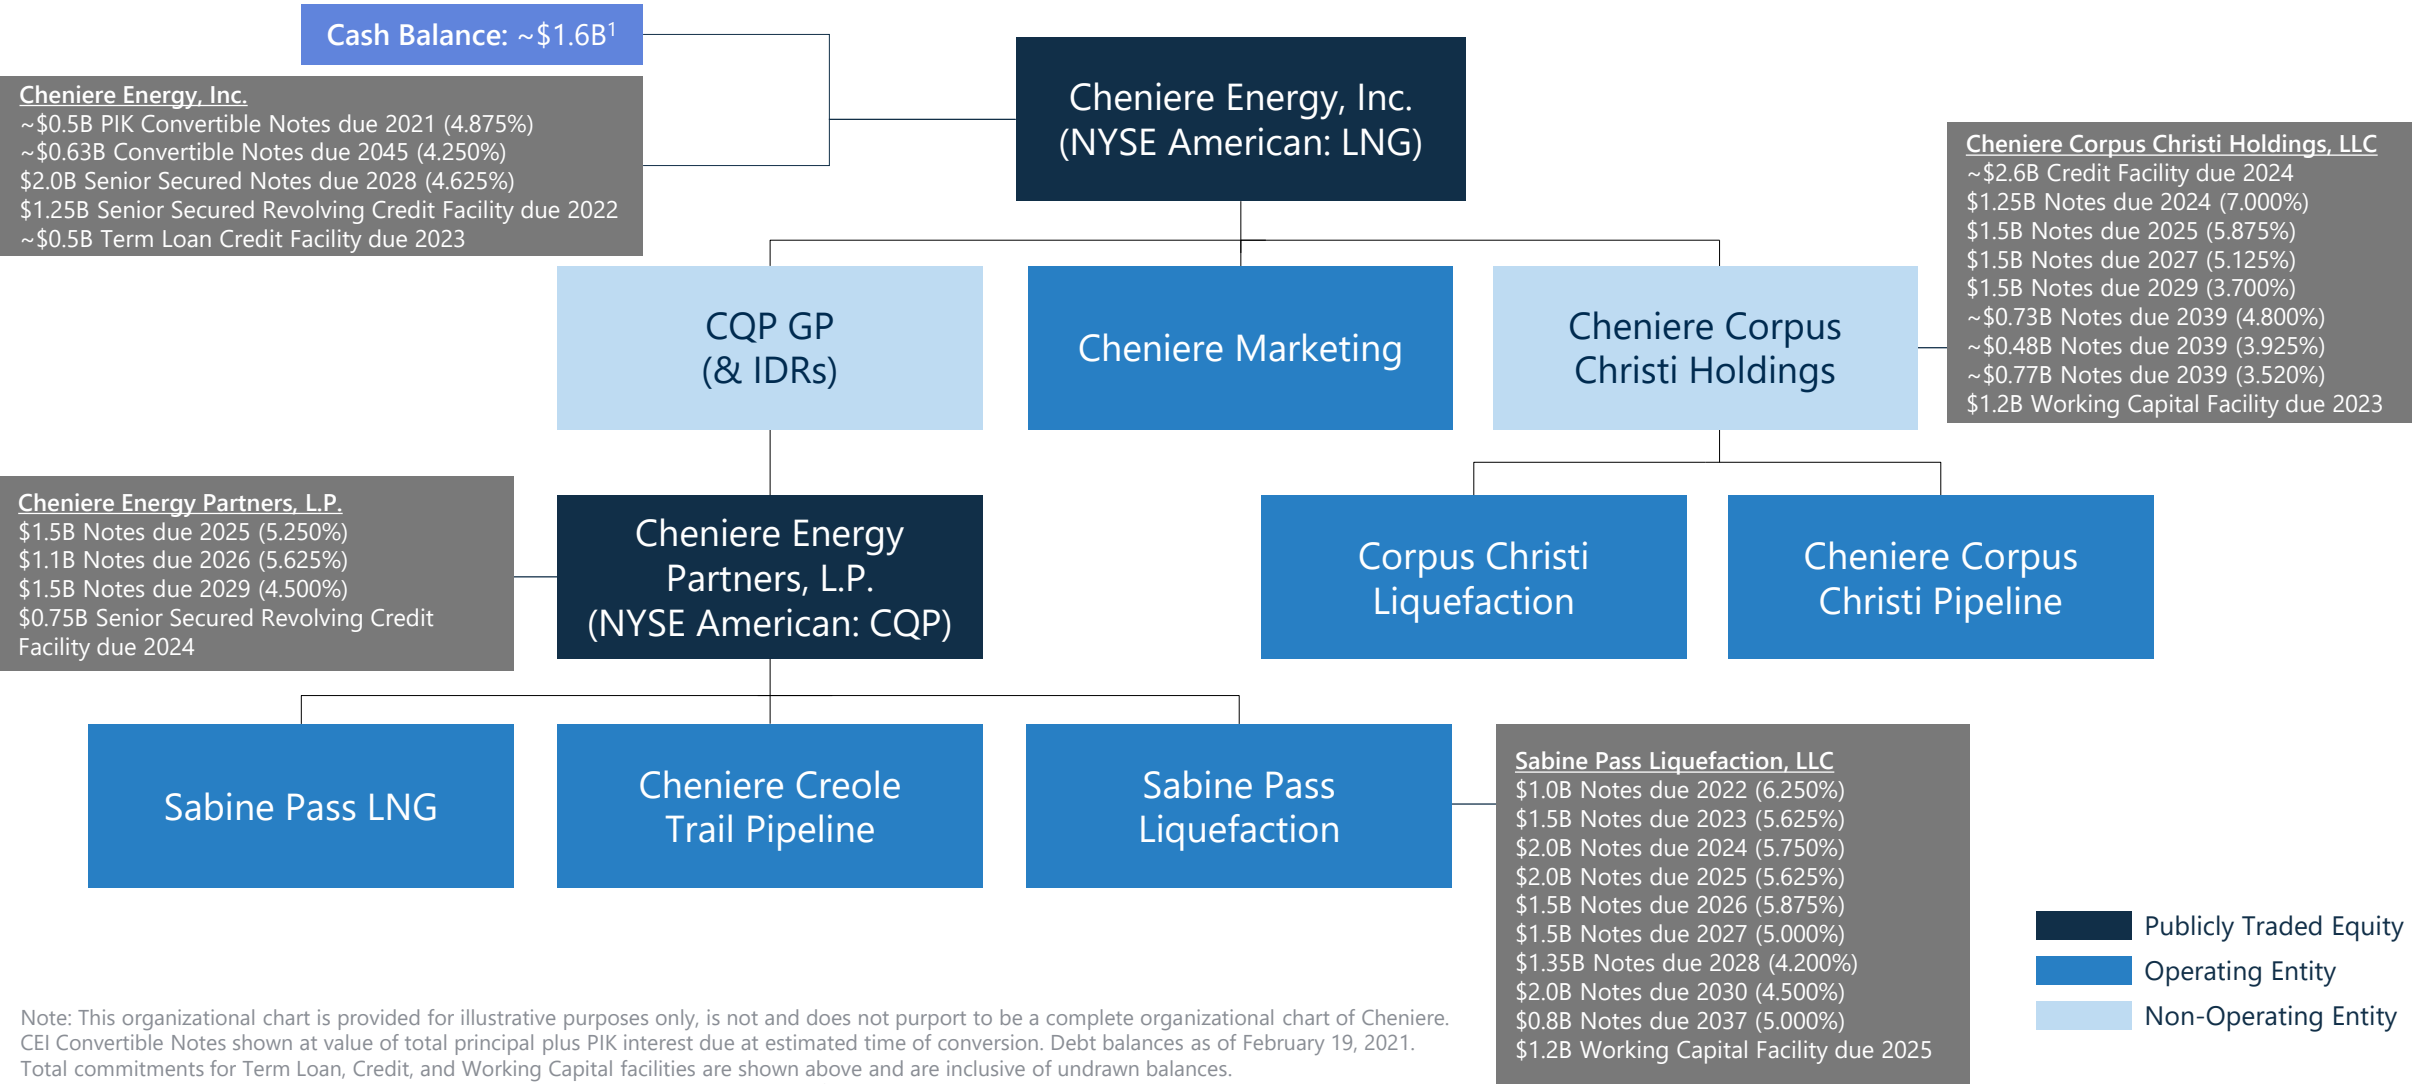 Cash Balance: ~$1.6B1
Cheniere Energy, Inc.
~$0.5B PIK Convertible Notes due 2021 (4.875%)
~$0.63B Convertible Notes due 2045 (4.250%)
$2.0B Senior Secured Notes due 2028 (4.625%)
$1.25B Senior Secured Revolving Credit Facility due 2022
~$0.5B Term Loan Credit Facility due 2023
Cheniere Energy, Inc.
(NYSE American: LNG)
Cheniere Corpus Christi Holdings, LLC
~$2.6B Credit Facility due 2024
$1.25B Notes due 2024 (7.000%)
$1.5B Notes due 2025 (5.875%)
$1.5B Notes due 2027 (5.125%)
$1.5B Notes due 2029 (3.700%)
~$0.73B Notes due 2039 (4.800%)
~$0.48B Notes due 2039 (3.925%)
~$0.77B Notes due 2039 (3.520%)
$1.2B Working Capital Facility due 2023
CQP GP
(& IDRs)
Cheniere Marketing
Cheniere Corpus
Christi Holdings
Cheniere Energy Partners, L.P.
$1.5B Notes due 2025 (5.250%)
$1.1B Notes due 2026 (5.625%)
$1.5B Notes due 2029 (4.500%)
$0.75B Senior Secured Revolving Credit
Facility due 2024
Cheniere Energy
Partners, L.P.
(NYSE American: CQP)
Corpus Christi
Liquefaction
Cheniere Corpus
Christi Pipeline
Sabine Pass LNG
Cheniere Creole
Trail Pipeline
Sabine Pass
Liquefaction
Sabine Pass Liquefaction, LLC
$1.0B Notes due 2022 (6.250%)
$1.5B Notes due 2023 (5.625%)
$2.0B Notes due 2024 (5.750%)
$2.0B Notes due 2025 (5.625%)
$1.5B Notes due 2026 (5.875%)
$1.5B Notes due 2027 (5.000%)
$1.35B Notes due 2028 (4.200%)
$2.0B Notes due 2030 (4.500%)
$0.8B Notes due 2037 (5.000%)
$1.2B Working Capital Facility due 2025
Publicly Traded Equity
Operating Entity
Non-Operating Entity
Note: This organizational chart is provided for illustrative purposes only, is not and does not purport to be a complete organizational chart of Cheniere.
CEI Convertible Notes shown at value of total principal plus PIK interest due at estimated time of conversion. Debt balances as of February 19, 2021.
Total commitments for Term Loan, Credit, and Working Capital facilities are shown above and are inclusive of undrawn balances.